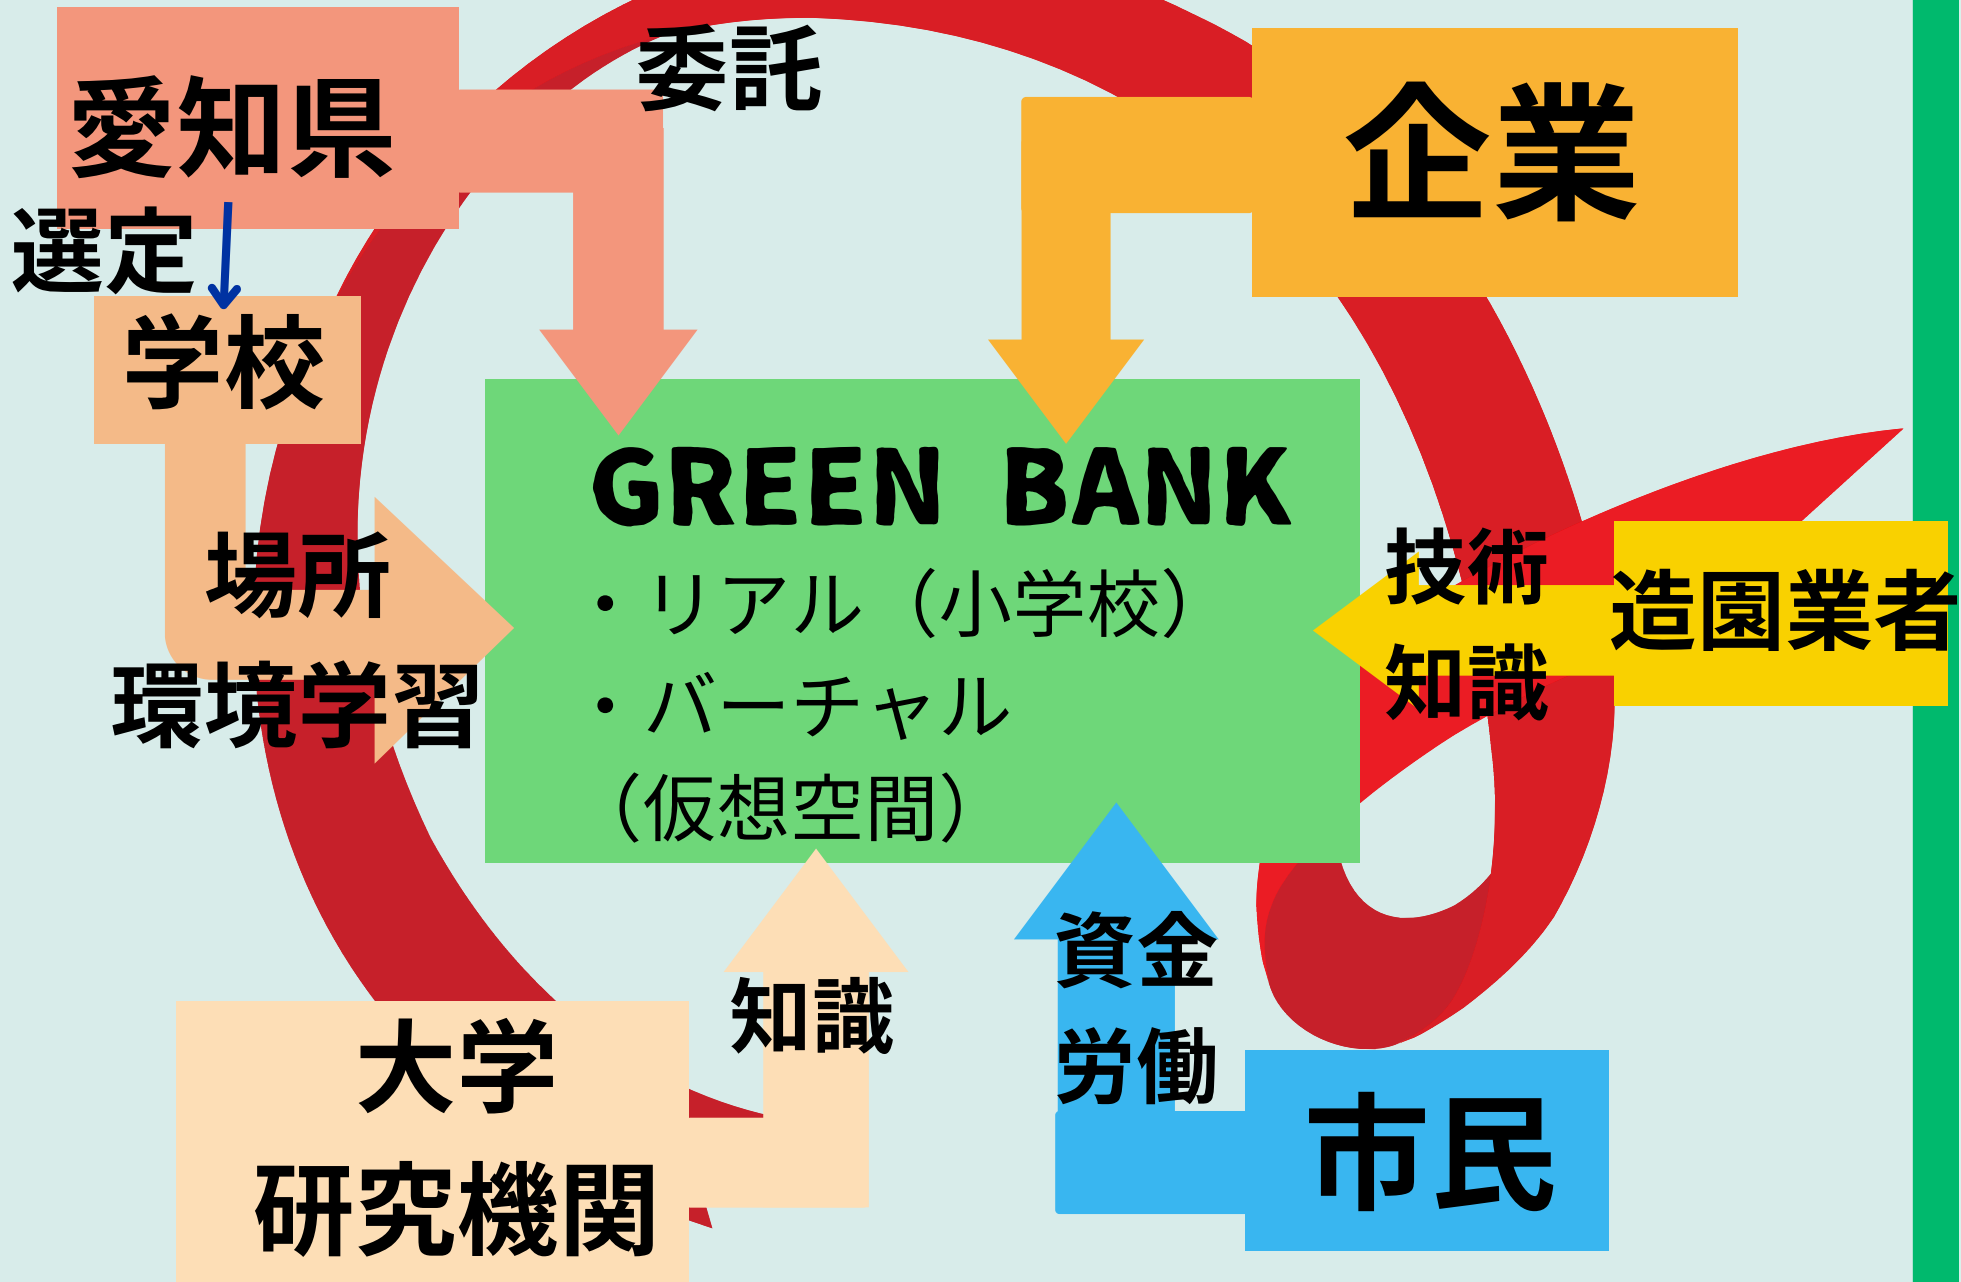 委託
愛知県
企業
選定
学校
GREEN BANK
・リアル（小学校）
・バーチャル
（仮想空間）
場所
環境学習
技術
知識
造園業者
知識
資金
労働
大学
研究機関
市民